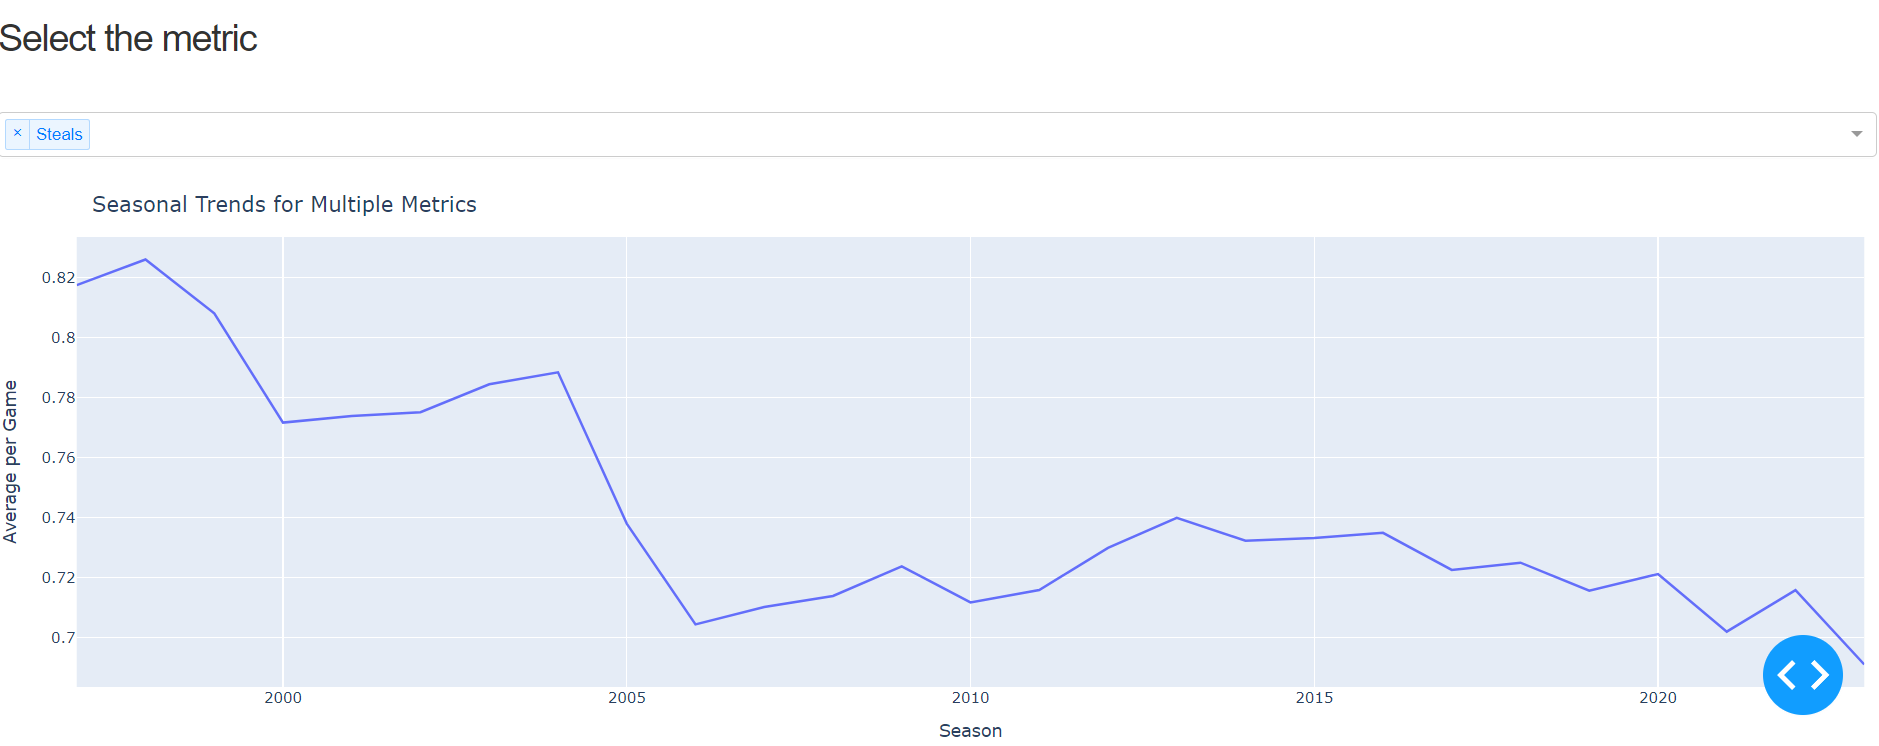 Select the metric
× Steals
Seasonal Trends for Multiple Metrics
0.82
0.8
0.78
0.76
0.74
0.72
0.7
Average per Game
2000 2005 2010 2015 2020
Season